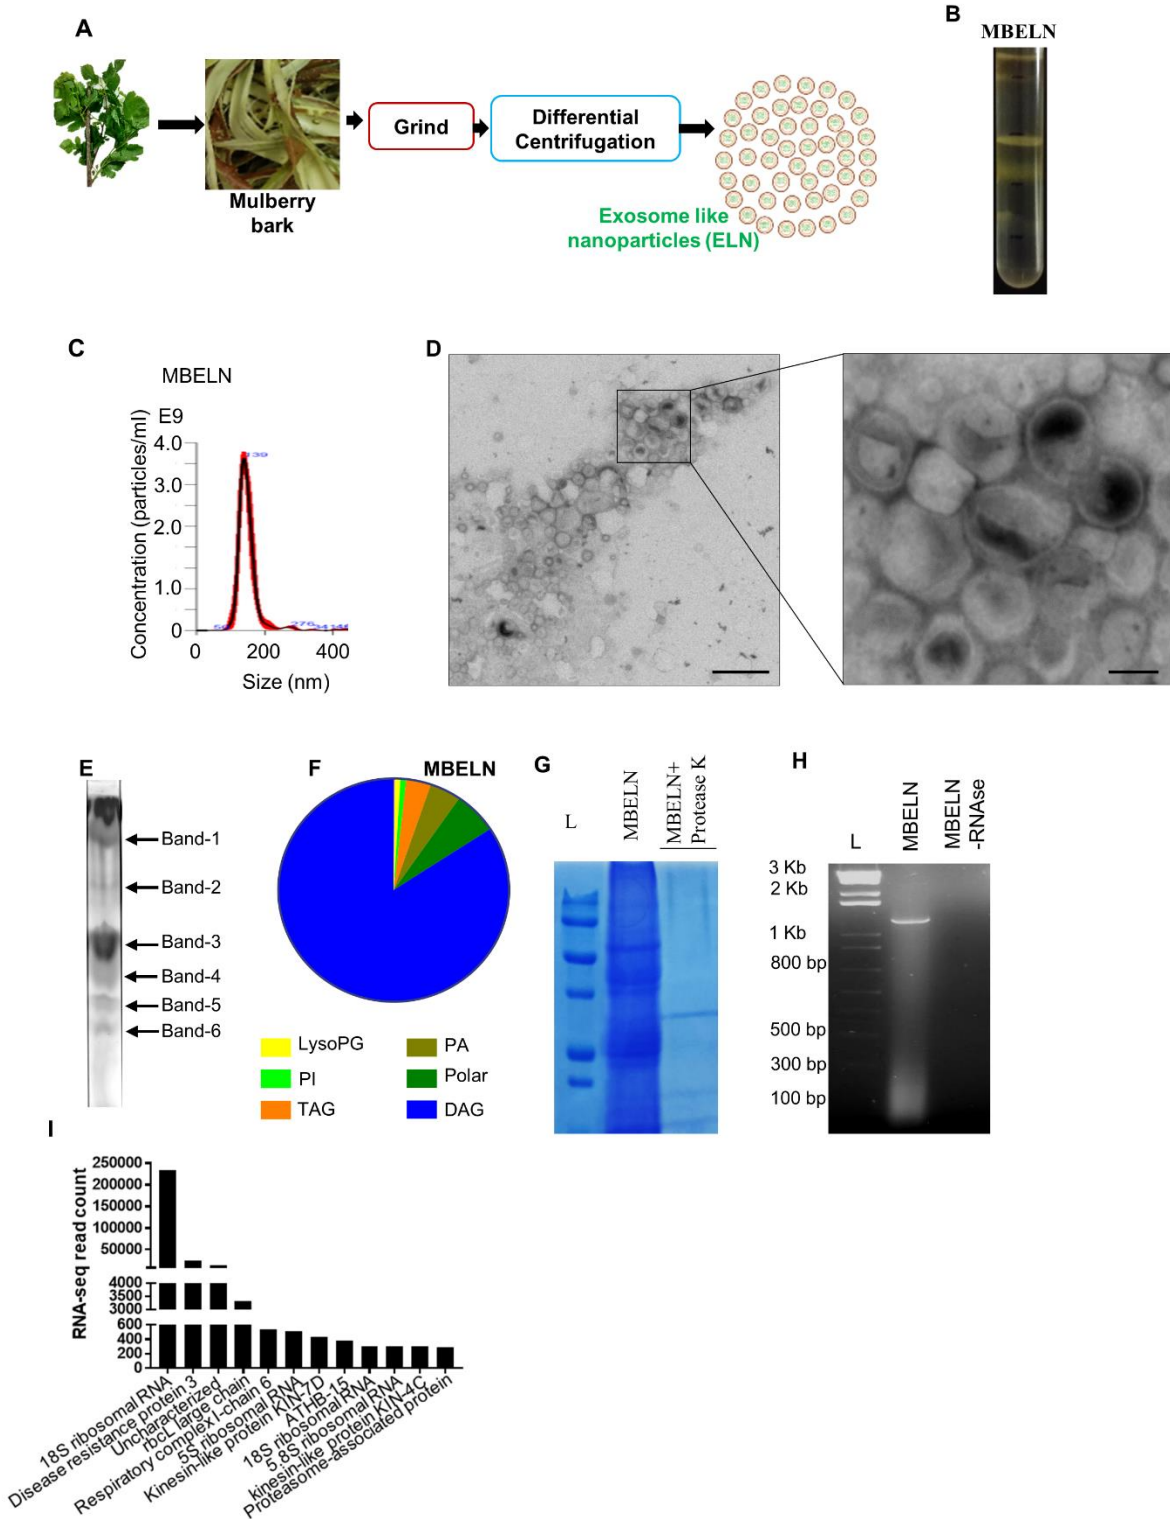 A
Mulberry
bark
Grind
Differential
Centrifugation
Exosome like
nanoparticles (ELN)
B
MBELN
C
MBELN
E9
Concentration (particles/ml)
4.0
3.0
2.0
1.0
0
139
276
0
200
400
Size (nm)
D
E
Band-1
Band-2
Band-3
Band-4
Band-5
Band-6
F
MBELN
LysoPG
PI
TAG
PA
Polar
DAG
G
L
MBELN
MBELN+
Protease K
H
L
MBELN
MBELN
-RNAse
3 Kb
2 Kb
1 Kb
800 bp
500 bp
300 bp
100 bp
I
RNA-seq read count
250000
200000
150000
100000
50000
4000
3500
3000
600
400
200
0
18S ribosomal RNA
Disease resistance protein 3
Uncharacterized
rbcL large chain
Respiratory complex I-chain 6
5S ribosomal RNA
Kinesin-like protein KIN-7D
ATHB-15
18S ribosomal RNA
5.8S ribosomal RNA
kinesin-like protein KIN-4C
Proteasome-associated protein